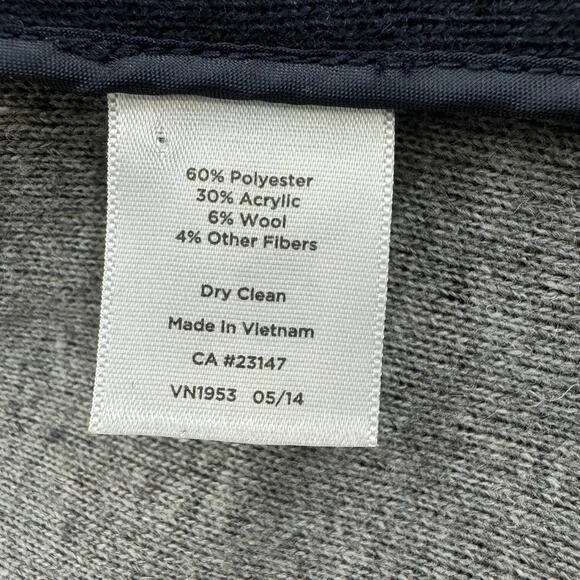 60% Polyester
30% Acrylic
6% Wool
4% Other Fibers
Dry Clean
Made In Vietnam
CA #23147
VN1953 05/14